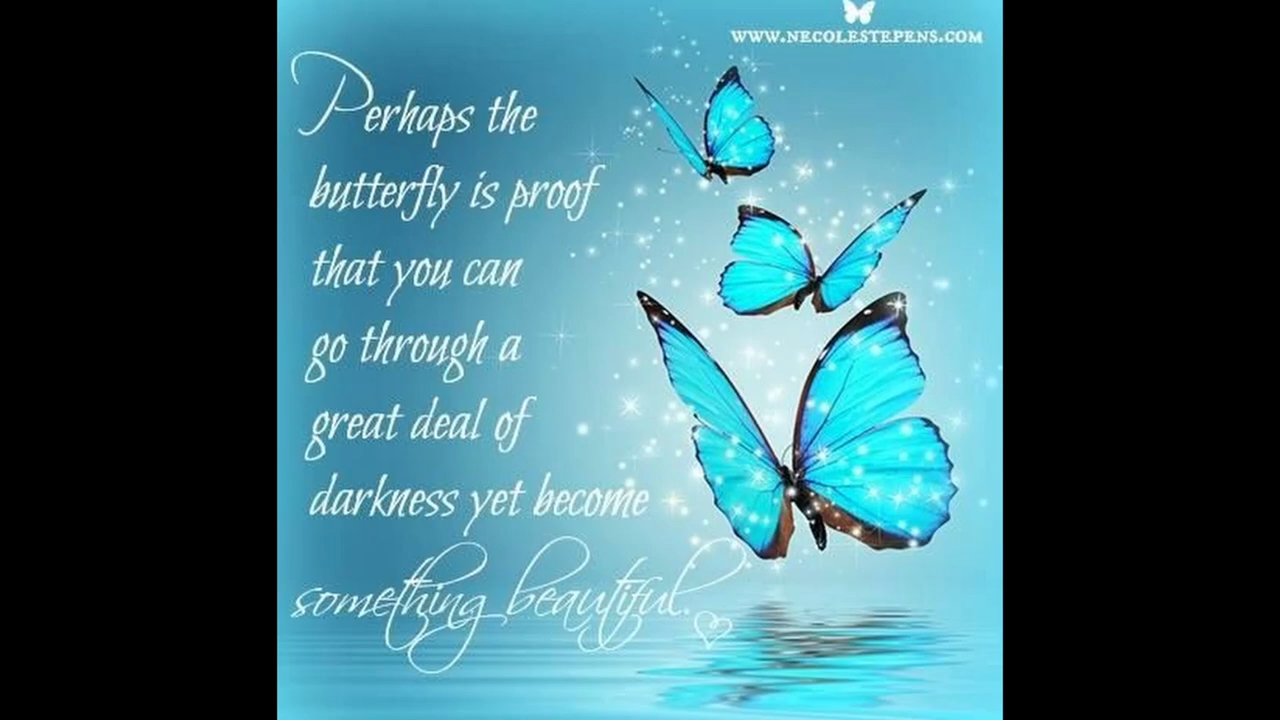 WWW.NECOLESTEPENS.COM
Perhaps the
butterfly is proof
that you can
go through a
great deal of
darkness yet become
something beautiful.